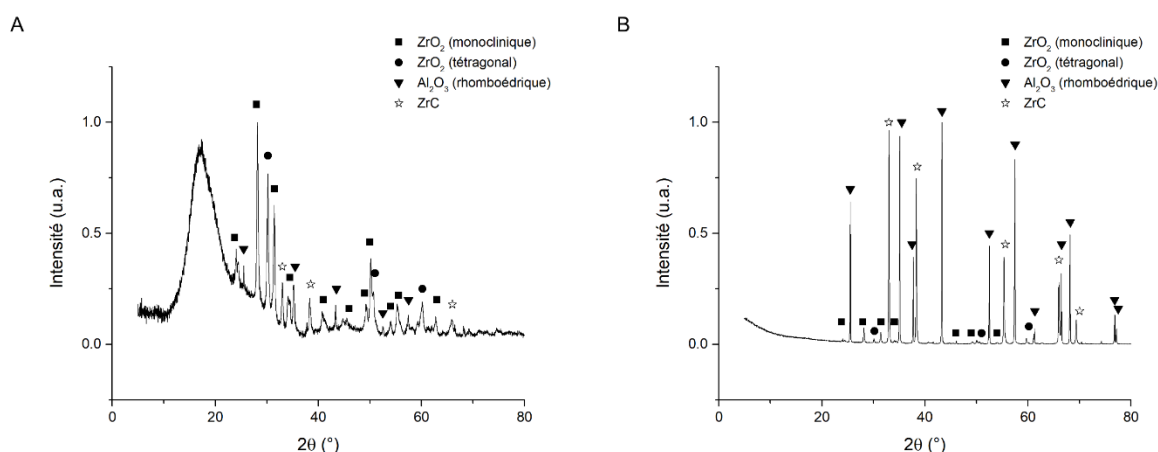 A
■ ZrO₂ (monoclinique)
● ZrO₂ (tétragonal)
▼ Al₂O₃ (rhomboédrique)
☆ ZrC
1.0
0.5
0.0
Intensité (u.a.)
0 20 40 60 80
2θ (°)
B
■ ZrO₂ (monoclinique)
● ZrO₂ (tétragonal)
▼ Al₂O₃ (rhomboédrique)
☆ ZrC
1.0
0.5
0.0
Intensité (u.a.)
0 20 40 60 80
2θ (°)